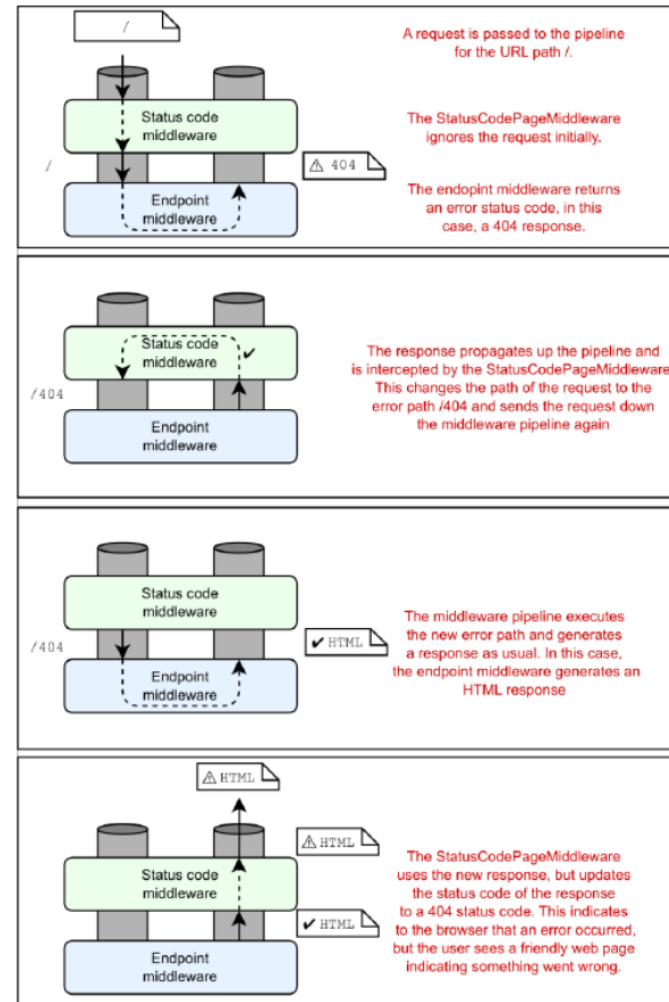 /
A request is passed to the pipeline
for the URL path /.
Status code
middleware
The StatusCodePageMiddleware
ignores the request initially.
/
⚠ 404
Endpoint
middleware
The endopint middleware returns
an error status code, in this
case, a 404 response.
Status code
middleware
✔
/404
Endpoint
middleware
The response propagates up the pipeline and
is intercepted by the StatusCodePageMiddleware
This changes the path of the request to the
error path /404 and sends the request down
the middleware pipeline again
Status code
middleware
/404
✔ HTML
Endpoint
middleware
The middleware pipeline executes
the new error path and generates
a response as usual. In this case,
the endpoint middleware generates an
HTML response
⚠ HTML
⚠ HTML
Status code
middleware
✔ HTML
Endpoint
middleware
The StatusCodePageMiddleware
uses the new response, but updates
the status code of the response
to a 404 status code. This indicates
to the browser that an error occurred,
but the user sees a friendly web page
indicating something went wrong.